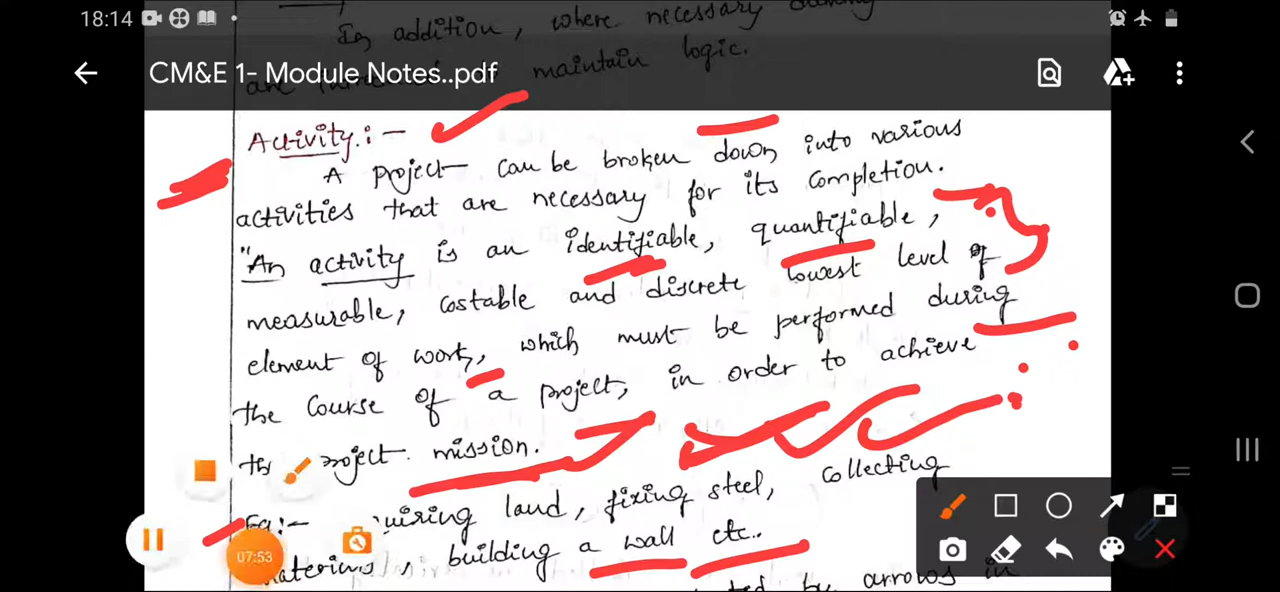 18:14
In addition, where necessary dummy
CM&E 1- Module Notes..pdf
maintain logic.
Activity :-
A project can be broken down into various
activities that are necessary for its completion.
"An activity is an identifiable, quantifiable,
measurable, costable and discrete lowest level of
element of work, which must be performed during
the course of a project, in order to achieve
project mission.
Eg:- land, fixing steel, collecting
building a wall etc..
07:53
by arrows in